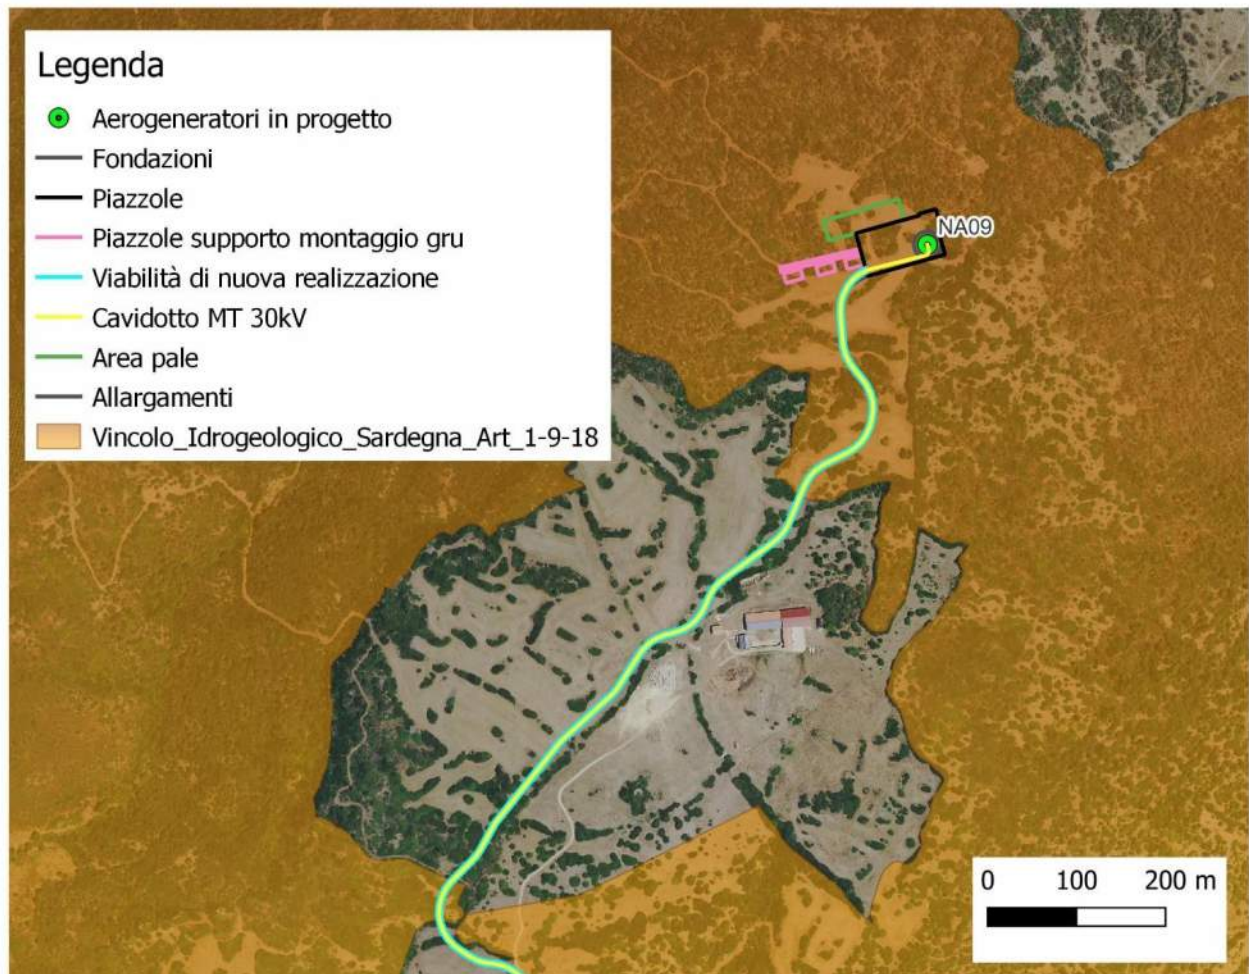 Legenda
Aerogeneratori in progetto
Fondazioni
Piazzole
Piazzole supporto montaggio gru
Viabilità di nuova realizzazione
Cavidotto MT 30kV
Area pale
Allargamenti
Vincolo_Idrogeologico_Sardegna_Art_1-9-18
NA09
0 100 200 m